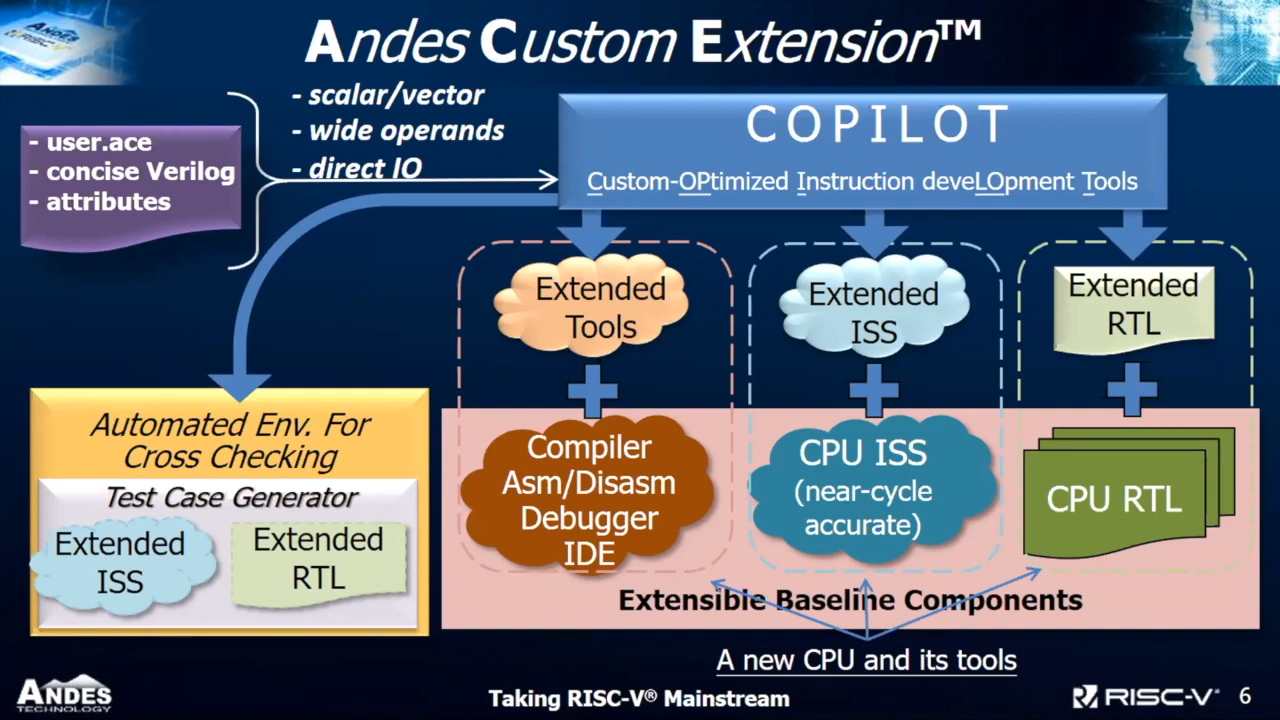 Andes Custom Extension™
- scalar/vector
- wide operands
- direct IO
- user.ace
- concise Verilog
- attributes
COPILOT
Custom-OPtimized Instruction deveLOpment Tools
Extended
Tools
Extended
ISS
Extended
RTL
Automated Env. For
Cross Checking
Test Case Generator
Extended
ISS
Extended
RTL
Compiler
Asm/Disasm
Debugger
IDE
CPU ISS
(near-cycle
accurate)
CPU RTL
Extensible Baseline Components
A new CPU and its tools
ANDES
TECHNOLOGY
Taking RISC-V® Mainstream
RISC-V®
6